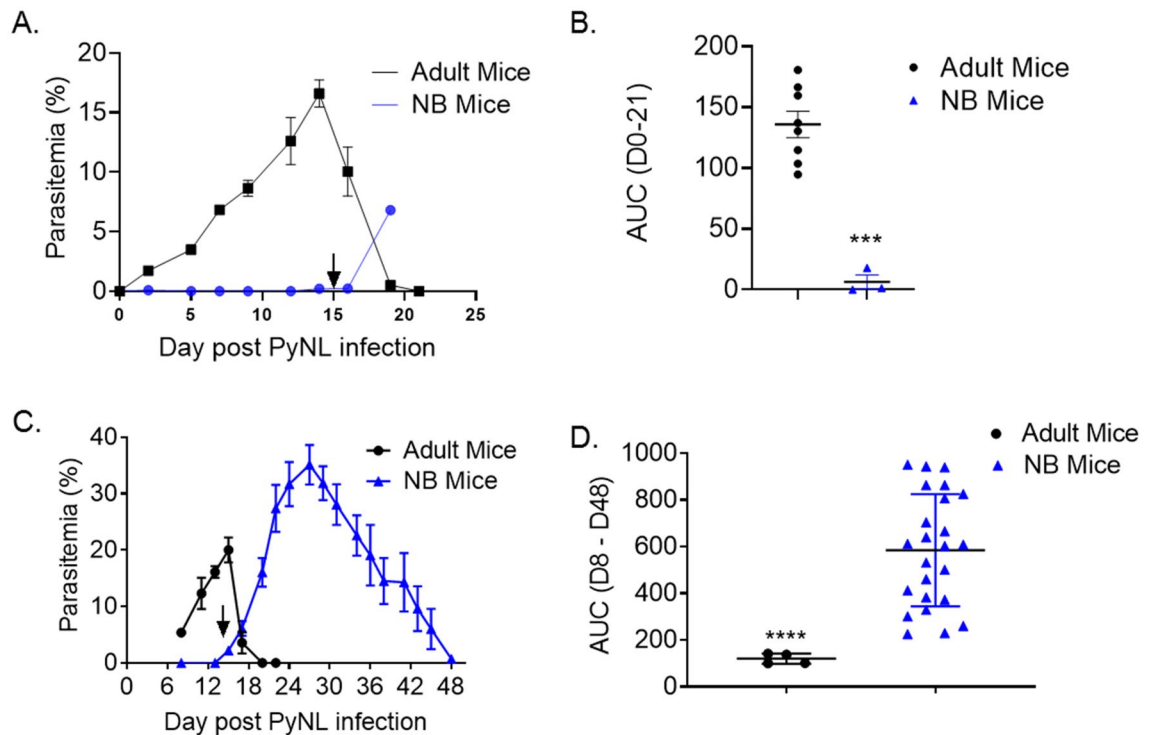 A.
20
15
10
5
0
Parasitemia (%)
Adult Mice
NB Mice
0 5 10 15 20 25
Day post PyNL infection
B.
200
150
100
50
0
AUC (D0-21)
***
Adult Mice
NB Mice
C.
40
30
20
10
0
Parasitemia (%)
Adult Mice
NB Mice
0 6 12 18 24 30 36 42 48
Day post PyNL infection
D.
1000
800
600
400
200
0
AUC (D8 - D48)
****
Adult Mice
NB Mice